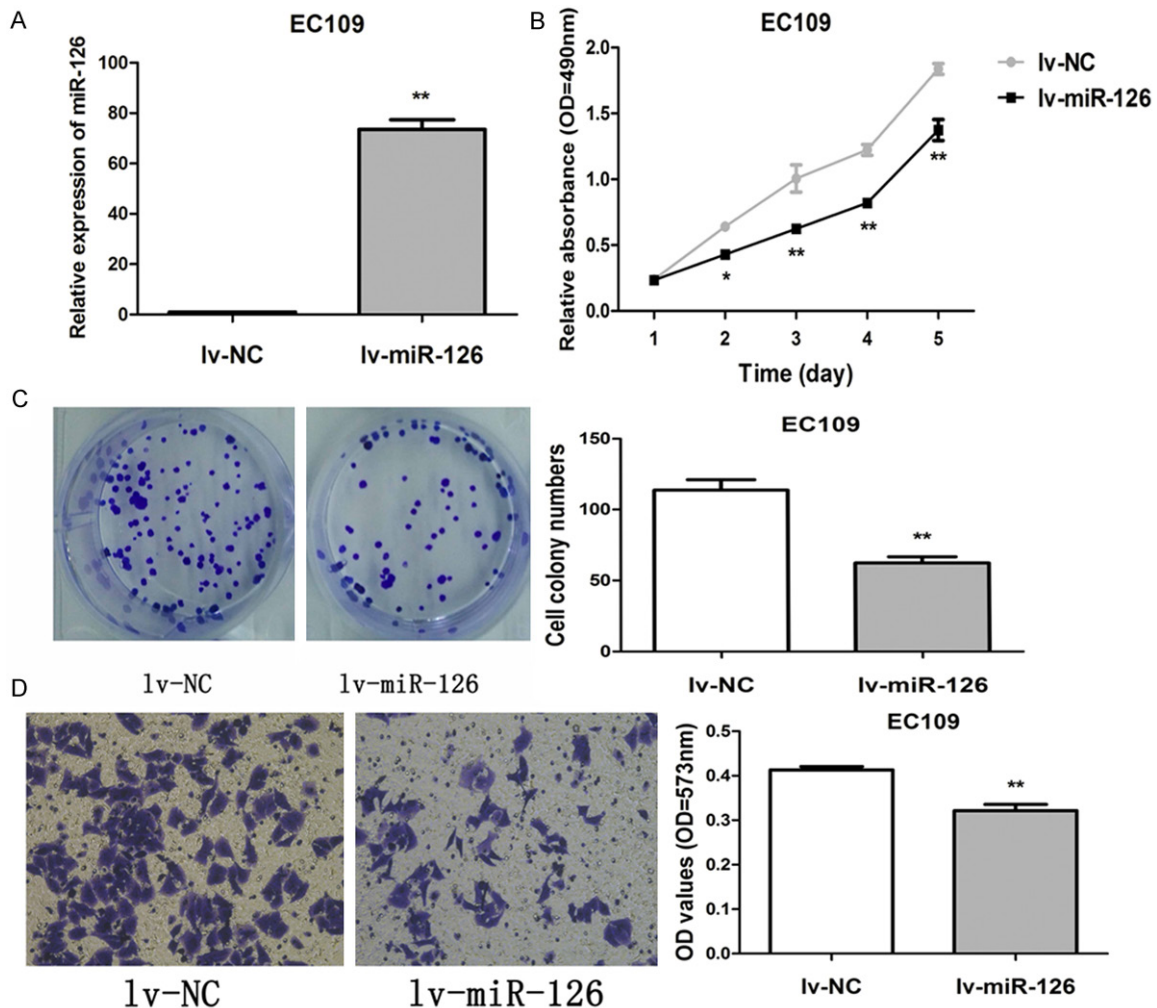 A
EC109
Relative expression of miR-126
100
80
60
40
20
0
**
lv-NC
lv-miR-126
B
EC109
Relative absorbance (OD=490nm)
2.0
1.5
1.0
0.5
0.0
*
**
**
**
1 2 3 4 5
Time (day)
lv-NC
lv-miR-126
C
lv-NC
lv-miR-126
EC109
Cell colony numbers
150
100
50
0
**
lv-NC
lv-miR-126
D
lv-NC
lv-miR-126
EC109
OD values (OD=573nm)
0.5
0.4
0.3
0.2
0.1
0.0
**
lv-NC
lv-miR-126